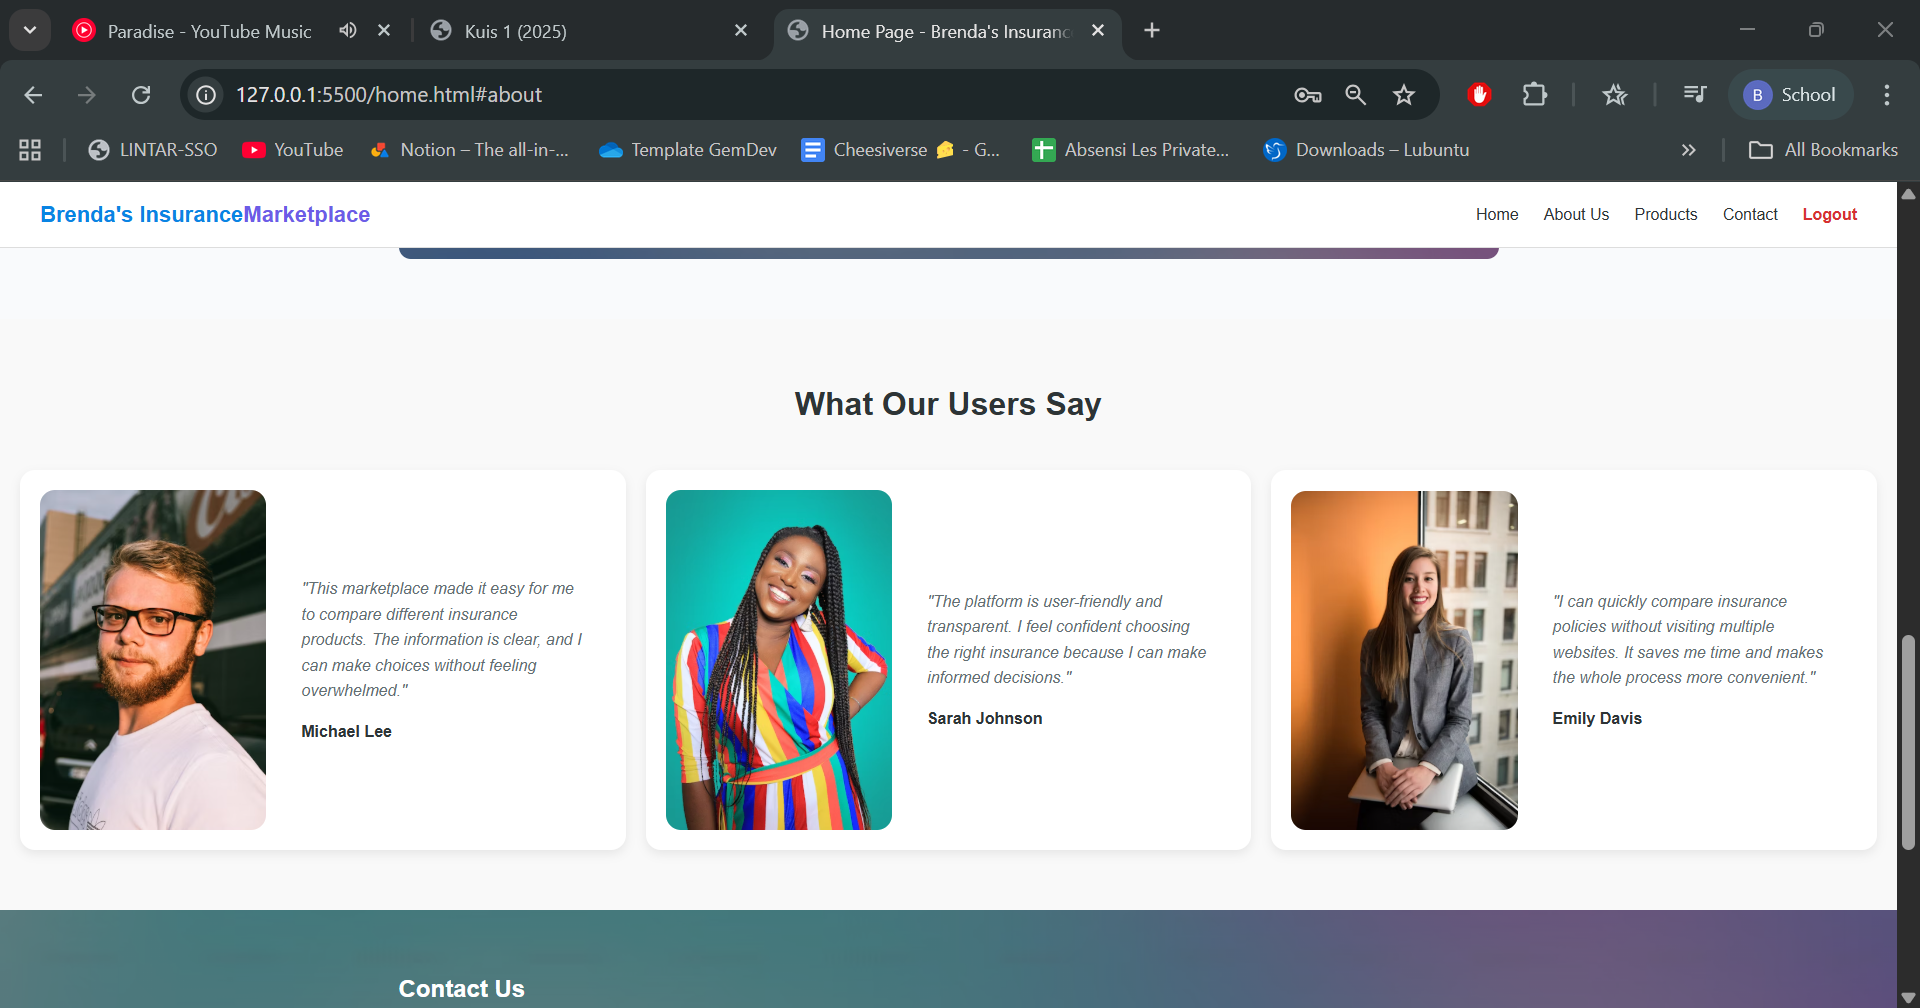 Paradise - YouTube Music
Kuis 1 (2025)
Home Page - Brenda's Insuranc
127.0.0.1:5500/home.html#about
B
School
LINTAR-SSO
YouTube
Notion – The all-in-...
Template GemDev
Cheesiverse 🧀 - G...
Absensi Les Private...
Downloads – Lubuntu
All Bookmarks
Brenda's InsuranceMarketplace
Home
About Us
Products
Contact
Logout
What Our Users Say
"This marketplace made it easy for me
to compare different insurance
products. The information is clear, and I
can make choices without feeling
overwhelmed."
Michael Lee
"The platform is user-friendly and
transparent. I feel confident choosing
the right insurance because I can make
informed decisions."
Sarah Johnson
"I can quickly compare insurance
policies without visiting multiple
websites. It saves me time and makes
the whole process more convenient."
Emily Davis
Contact Us